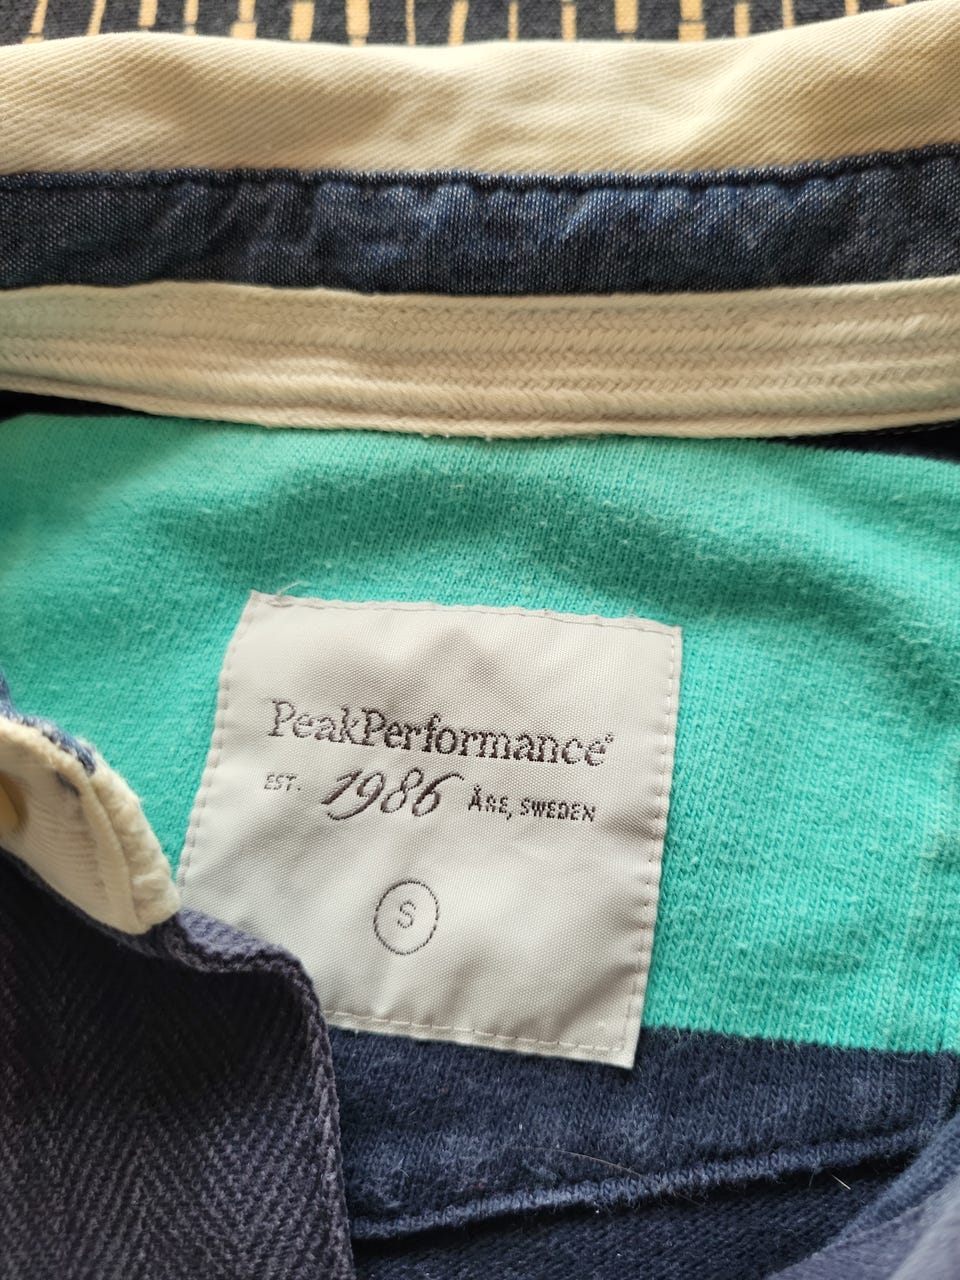 PeakPerformance®
EST. 1986 ÅRE, SWEDEN
S